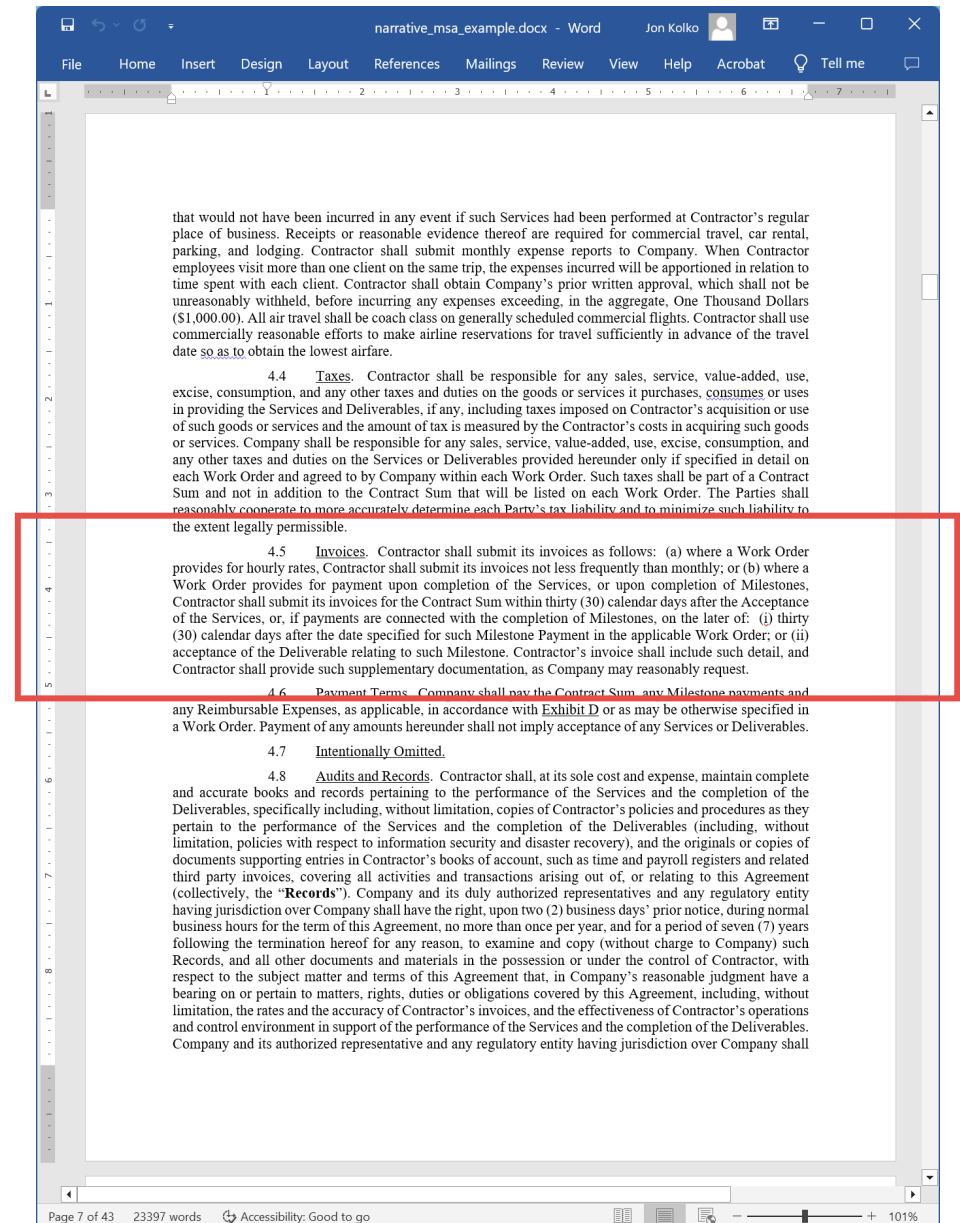 narrative_msa_example.docx - Word Jon Kolko
File Home Insert Design Layout References Mailings Review View Help Acrobat Tell me
L 1 2 3 4 5 6 7
that would not have been incurred in any event if such Services had been performed at Contractor's regular
place of business. Receipts or reasonable evidence thereof are required for commercial travel, car rental,
parking, and lodging. Contractor shall submit monthly expense reports to Company. When Contractor
employees visit more than one client on the same trip, the expenses incurred will be apportioned in relation to
time spent with each client. Contractor shall obtain Company's prior written approval, which shall not be
unreasonably withheld, before incurring any expenses exceeding, in the aggregate, One Thousand Dollars
($1,000.00). All air travel shall be coach class on generally scheduled commercial flights. Contractor shall use
commercially reasonable efforts to make airline reservations for travel sufficiently in advance of the travel
date so as to obtain the lowest airfare.
4.4 Taxes. Contractor shall be responsible for any sales, service, value-added, use,
excise, consumption, and any other taxes and duties on the goods or services it purchases, consumes or uses
in providing the Services and Deliverables, if any, including taxes imposed on Contractor's acquisition or use
of such goods or services and the amount of tax is measured by the Contractor's costs in acquiring such goods
or services. Company shall be responsible for any sales, service, value-added, use, excise, consumption, and
any other taxes and duties on the Services or Deliverables provided hereunder only if specified in detail on
each Work Order and agreed to by Company within each Work Order. Such taxes shall be part of a Contract
Sum and not in addition to the Contract Sum that will be listed on each Work Order. The Parties shall
reasonably cooperate to more accurately determine each Party's tax liability and to minimize such liability to
the extent legally permissible.
4.5 Invoices. Contractor shall submit its invoices as follows: (a) where a Work Order
provides for hourly rates, Contractor shall submit its invoices not less frequently than monthly; or (b) where a
Work Order provides for payment upon completion of the Services, or upon completion of Milestones,
Contractor shall submit its invoices for the Contract Sum within thirty (30) calendar days after the Acceptance
of the Services, or, if payments are connected with the completion of Milestones, on the later of: (i) thirty
(30) calendar days after the date specified for such Milestone Payment in the applicable Work Order; or (ii)
acceptance of the Deliverable relating to such Milestone. Contractor's invoice shall include such detail, and
Contractor shall provide such supplementary documentation, as Company may reasonably request.
4.6 Payment Terms. Company shall pay the Contract Sum, any Milestone payments and
any Reimbursable Expenses, as applicable, in accordance with Exhibit D or as may be otherwise specified in
a Work Order. Payment of any amounts hereunder shall not imply acceptance of any Services or Deliverables.
4.7 Intentionally Omitted.
4.8 Audits and Records. Contractor shall, at its sole cost and expense, maintain complete
and accurate books and records pertaining to the performance of the Services and the completion of the
Deliverables, specifically including, without limitation, copies of Contractor's policies and procedures as they
pertain to the performance of the Services and the completion of the Deliverables (including, without
limitation, policies with respect to information security and disaster recovery), and the originals or copies of
documents supporting entries in Contractor's books of account, such as time and payroll registers and related
third party invoices, covering all activities and transactions arising out of, or relating to this Agreement
(collectively, the “Records”). Company and its duly authorized representatives and any regulatory entity
having jurisdiction over Company shall have the right, upon two (2) business days' prior notice, during normal
business hours for the term of this Agreement, no more than once per year, and for a period of seven (7) years
following the termination hereof for any reason, to examine and copy (without charge to Company) such
Records, and all other documents and materials in the possession or under the control of Contractor, with
respect to the subject matter and terms of this Agreement that, in Company's reasonable judgment have a
bearing on or pertain to matters, rights, duties or obligations covered by this Agreement, including, without
limitation, the rates and the accuracy of Contractor's invoices, and the effectiveness of Contractor's operations
and control environment in support of the performance of the Services and the completion of the Deliverables.
Company and its authorized representative and any regulatory entity having jurisdiction over Company shall
Page 7 of 43 23397 words Accessibility: Good to go 101%